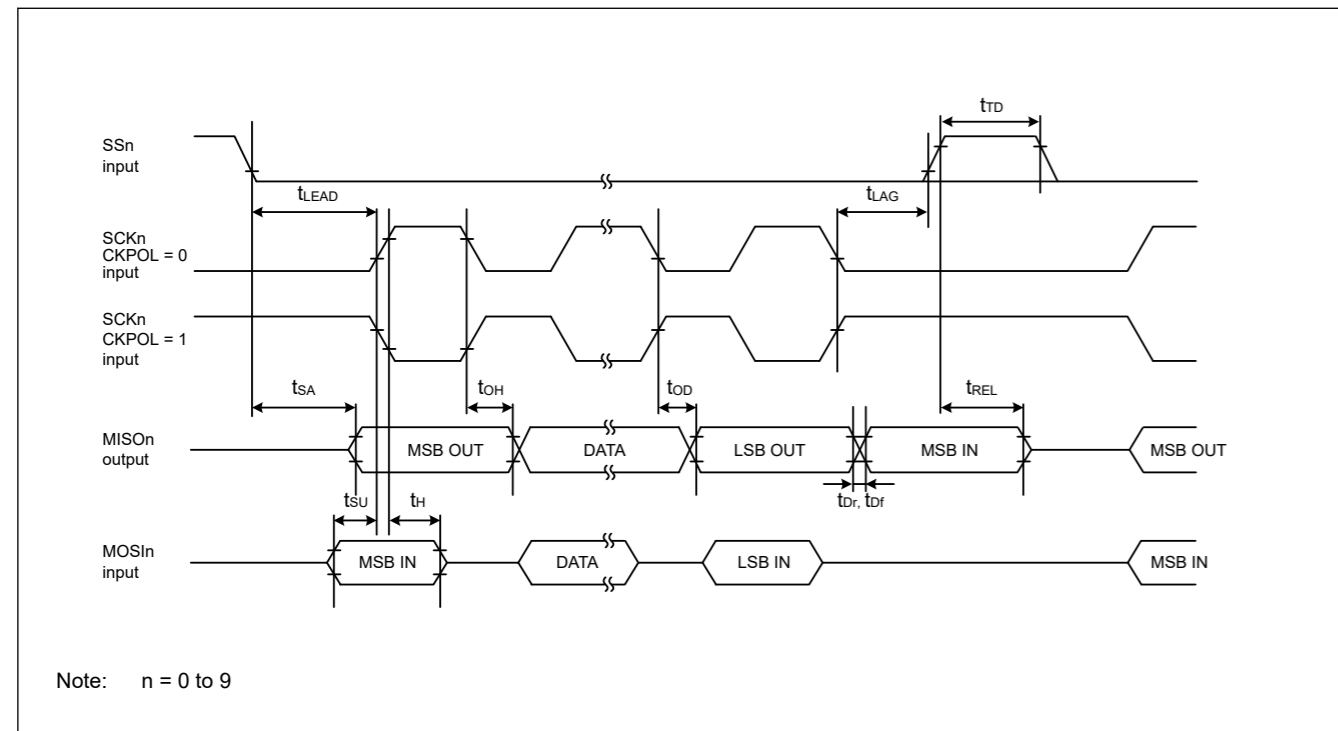 tTD
SSn
input
tLEAD
tLAG
SCKn
CKPOL = 0
input
SCKn
CKPOL = 1
input
tSA
tOH
tOD
tREL
MISOn
output
MSB OUT
DATA
LSB OUT
MSB IN
MSB OUT
tSU
tH
tDr, tDf
MOSIn
input
MSB IN
DATA
LSB IN
MSB IN
Note: n = 0 to 9